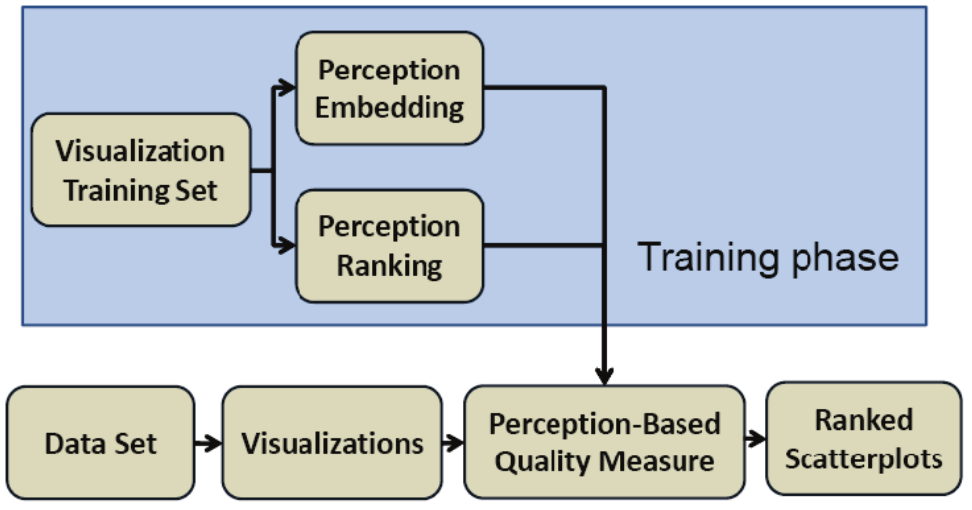 Perception
Embedding
Visualization
Training Set
Perception
Ranking
Training phase
Data Set
Visualizations
Perception-Based
Quality Measure
Ranked
Scatterplots